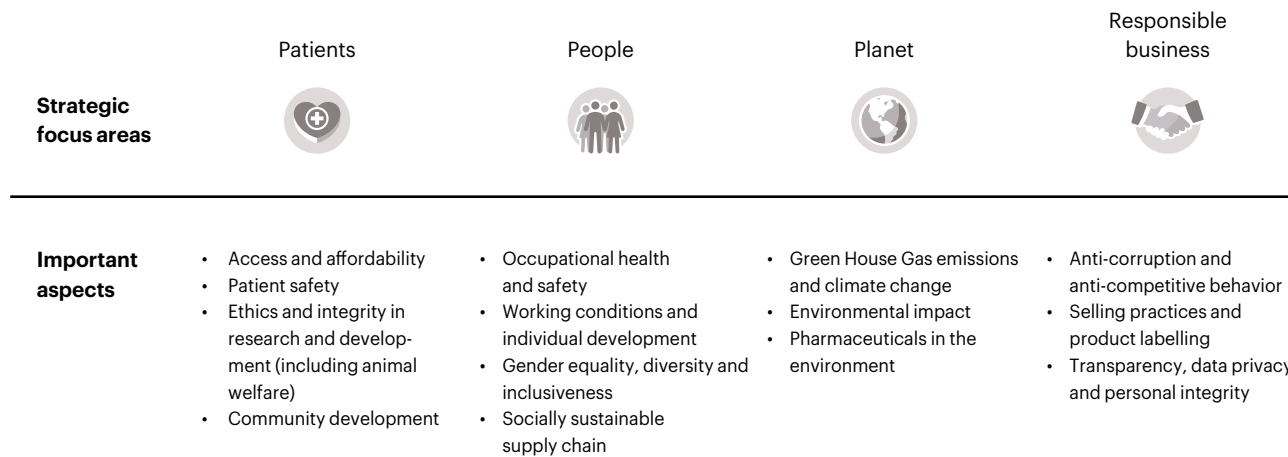 Patients
People
Planet
Responsible
business
Strategic
focus areas
Important
aspects
• Access and affordability
• Patient safety
• Ethics and integrity in
research and develop-
ment (including animal
welfare)
• Community development
• Occupational health
and safety
• Working conditions and
individual development
• Gender equality, diversity and
inclusiveness
• Socially sustainable
supply chain
• Green House Gas emissions
and climate change
• Environmental impact
• Pharmaceuticals in the
environment
• Anti-corruption and
anti-competitive behavior
• Selling practices and
product labelling
• Transparency, data privacy
and personal integrity